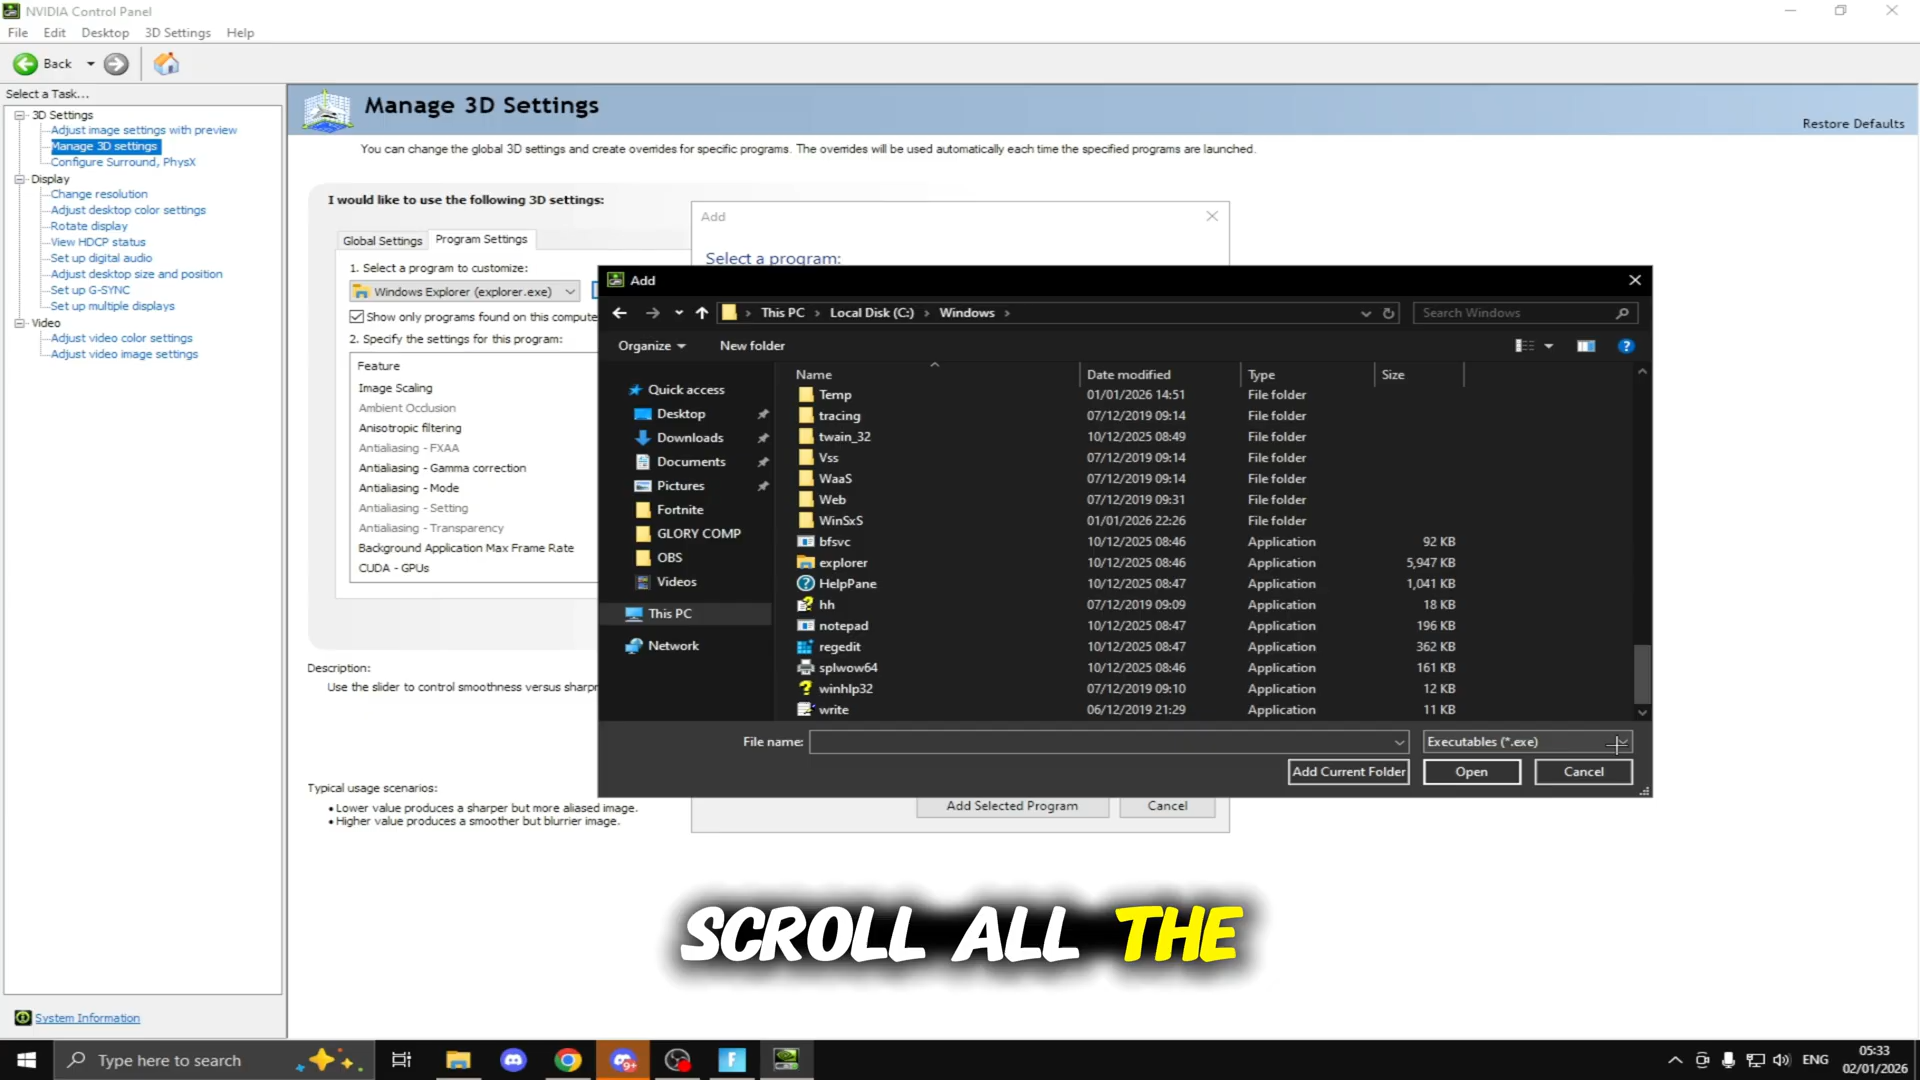 NVIDIA Control Panel
File Edit Desktop 3D Settings Help
Back
Select a Task...
3D Settings
Adjust image settings with preview
Manage 3D settings
Configure Surround, PhysX
Display
Change resolution
Adjust desktop color settings
Rotate display
View HDCP status
Set up digital audio
Adjust desktop size and position
Set up G-SYNC
Set up multiple displays
Video
Adjust video color settings
Adjust video image settings
System Information
Manage 3D Settings
Restore Defaults
You can change the global 3D settings and create overrides for specific programs. The overrides will be used automatically each time the specified programs are launched.
I would like to use the following 3D settings:
Global Settings Program Settings
1. Select a program to customize:
Windows Explorer (explorer.exe)
Show only programs found on this compute
2. Specify the settings for this program:
Feature
Image Scaling
Ambient Occlusion
Anisotropic filtering
Antialiasing - FXAA
Antialiasing - Gamma correction
Antialiasing - Mode
Antialiasing - Setting
Antialiasing - Transparency
Background Application Max Frame Rate
CUDA - GPUs
Description:
Use the slider to control smoothness versus sharpn
Typical usage scenarios:
• Lower value produces a sharper but more aliased image.
• Higher value produces a smoother but blurrier image.
Add
Select a program:
Add Selected Program Cancel
Add
This PC Local Disk (C:) Windows
Search Windows
Organize New folder
Quick access
Desktop
Downloads
Documents
Pictures
Fortnite
GLORY COMP
OBS
Videos
This PC
Network
Name Date modified Type Size
Temp 01/01/2026 14:51 File folder
tracing 07/12/2019 09:14 File folder
twain_32 10/12/2025 08:49 File folder
Vss 07/12/2019 09:14 File folder
WaaS 07/12/2019 09:14 File folder
Web 07/12/2019 09:31 File folder
WinSxS 01/01/2026 22:26 File folder
bfsvc 10/12/2025 08:46 Application 92 KB
explorer 10/12/2025 08:46 Application 5,947 KB
HelpPane 10/12/2025 08:47 Application 1,041 KB
hh 07/12/2019 09:09 Application 18 KB
notepad 10/12/2025 08:47 Application 196 KB
regedit 10/12/2025 08:47 Application 362 KB
splwow64 10/12/2025 08:46 Application 161 KB
winhlp32 07/12/2019 09:10 Application 12 KB
write 06/12/2019 21:29 Application 11 KB
File name: Executables (*.exe)
Add Current Folder Open Cancel
SCROLL ALL THE
Type here to search
9+
ENG
05:33
02/01/2026